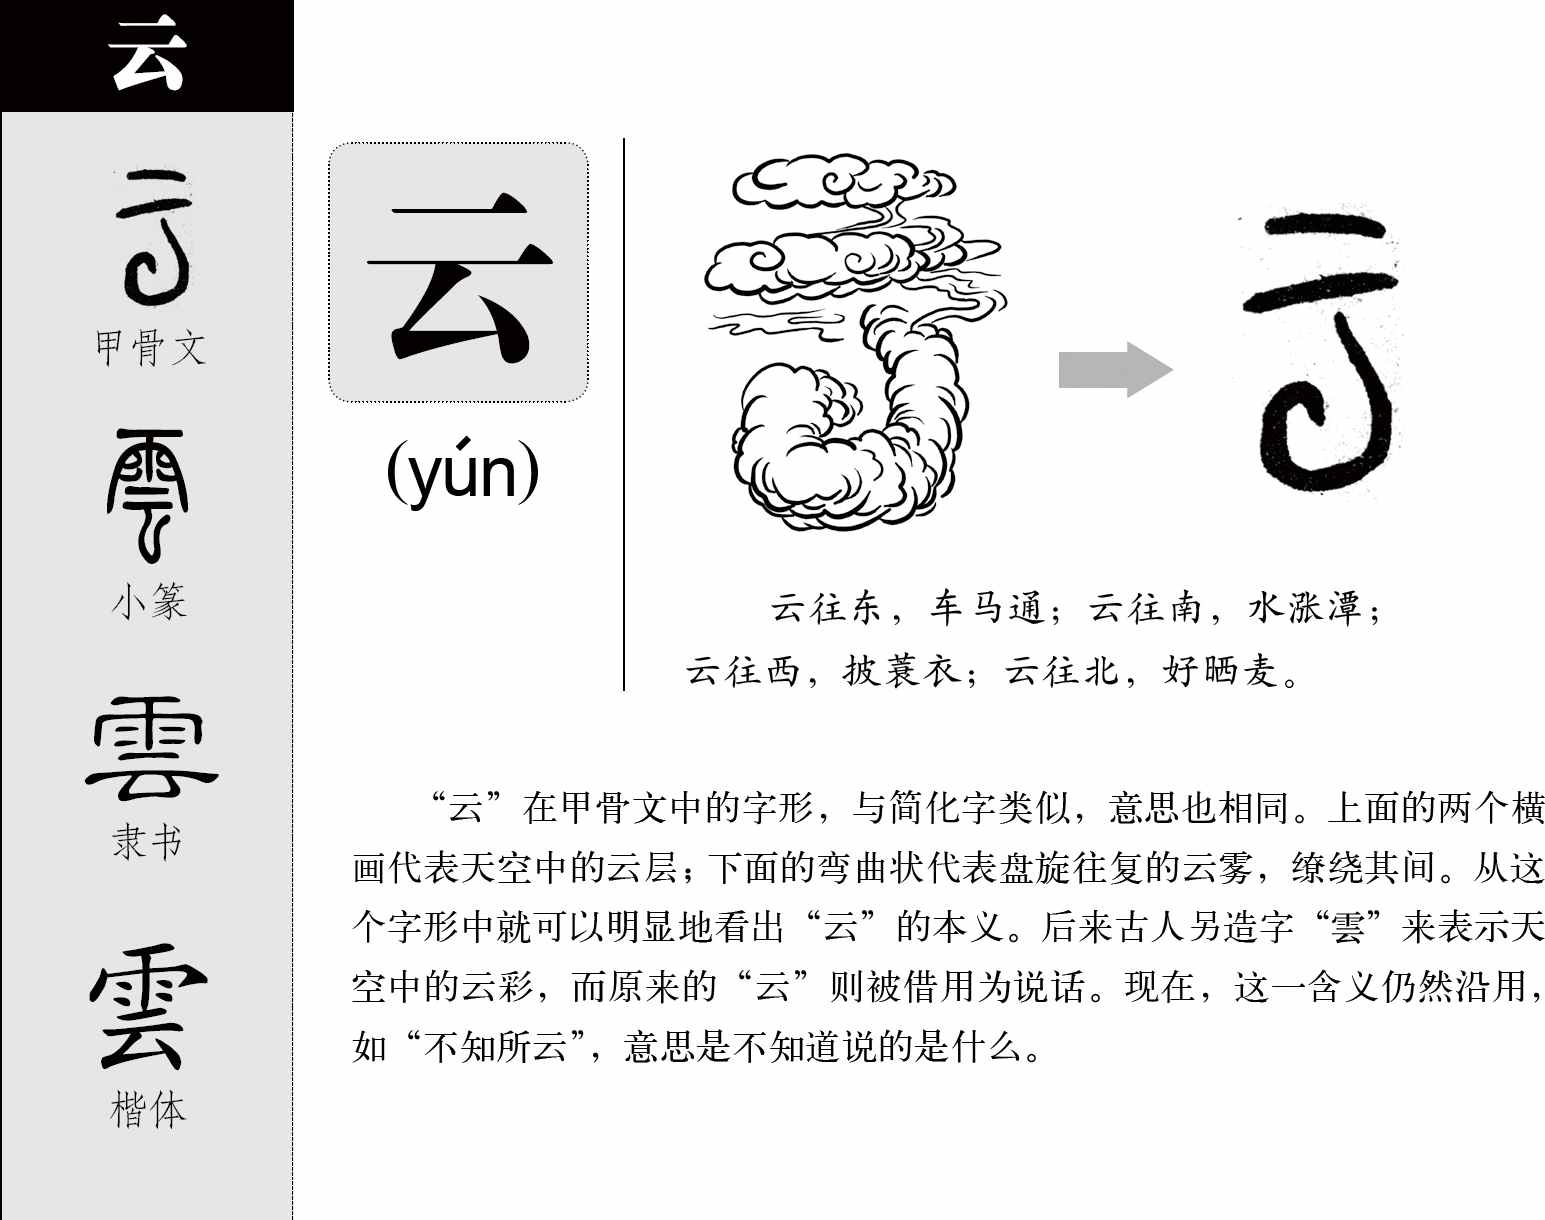 云
云
甲骨文
雲
小篆
雲
隶书
雲
楷体
云
(yún)
云
云往东，车马通；云往南，水涨潭；
云往西，披蓑衣；云往北，好晒麦。
“云”在甲骨文中的字形，与简化字类似，意思也相同。上面的两个横
画代表天空中的云层；下面的弯曲状代表盘旋往复的云雾，缭绕其间。从这
个字形中就可以明显地看出“云”的本义。后来古人另造字“雲”来表示天
空中的云彩，而原来的“云”则被借用为说话。现在，这一含义仍然沿用，
如“不知所云”，意思是不知道说的是什么。